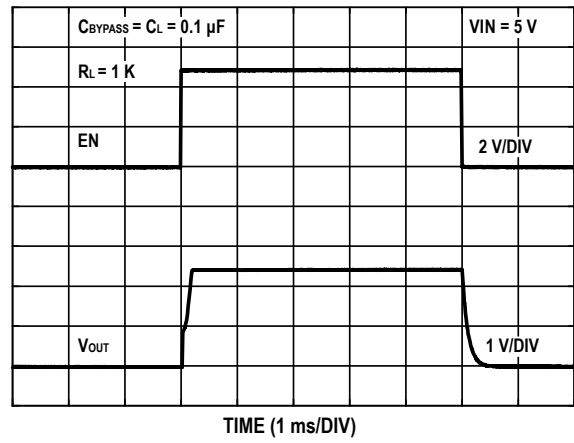 CBYPASS = CL = 0.1 µF
VIN = 5 V
RL = 1 K
EN
2 V/DIV
VOUT
1 V/DIV
TIME (1 ms/DIV)